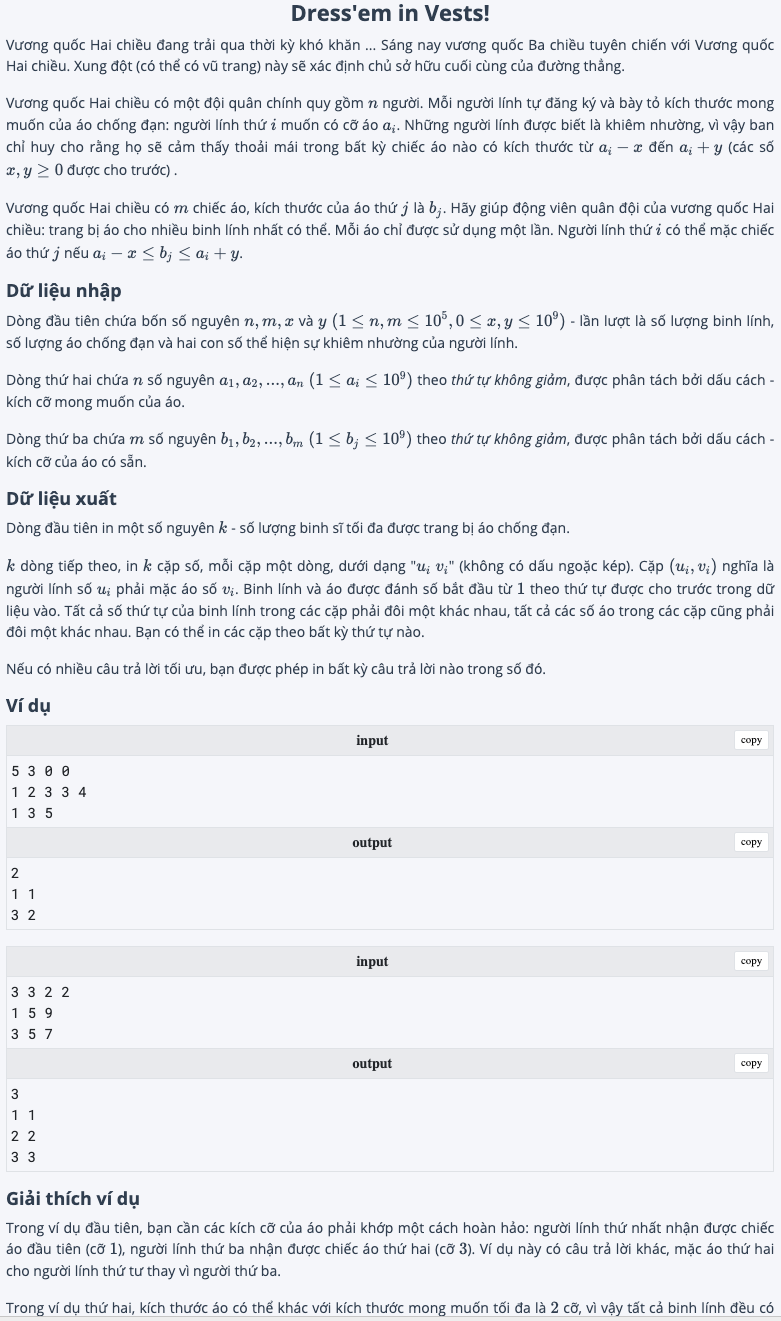 Dress'em in Vests!
Vương quốc Hai chiều đang trải qua thời kỳ khó khăn ... Sáng nay vương quốc Ba chiều tuyên chiến với Vương quốc
Hai chiều. Xung đột (có thể có vũ trang) này sẽ xác định chủ sở hữu cuối cùng của đường thẳng.
Vương quốc Hai chiều có một đội quân chính quy gồm n người. Mỗi người lính tự đăng ký và bày tỏ kích thước mong
muốn của áo chống đạn: người lính thứ i muốn có cỡ áo a_i. Những người lính được biết là khiêm nhường, vì vậy ban
chỉ huy cho rằng họ sẽ cảm thấy thoải mái trong bất kỳ chiếc áo nào có kích thước từ a_i − x đến a_i + y (các số
x, y ≥ 0 được cho trước) .
Vương quốc Hai chiều có m chiếc áo, kích thước của áo thứ j là b_j. Hãy giúp động viên quân đội của vương quốc Hai
chiều: trang bị áo cho nhiều binh lính nhất có thể. Mỗi áo chỉ được sử dụng một lần. Người lính thứ i có thể mặc chiếc
áo thứ j nếu a_i − x ≤ b_j ≤ a_i + y.
Dữ liệu nhập
Dòng đầu tiên chứa bốn số nguyên n, m, x và y (1 ≤ n, m ≤ 10^5, 0 ≤ x, y ≤ 10^9) - lần lượt là số lượng binh lính,
số lượng áo chống đạn và hai con số thể hiện sự khiêm nhường của người lính.
Dòng thứ hai chứa n số nguyên a_1, a_2, ..., a_n (1 ≤ a_i ≤ 10^9) theo thứ tự không giảm, được phân tách bởi dấu cách -
kích cỡ mong muốn của áo.
Dòng thứ ba chứa m số nguyên b_1, b_2, ..., b_m (1 ≤ b_j ≤ 10^9) theo thứ tự không giảm, được phân tách bởi dấu cách -
kích cỡ của áo có sẵn.
Dữ liệu xuất
Dòng đầu tiên in một số nguyên k - số lượng binh sĩ tối đa được trang bị áo chống đạn.
k dòng tiếp theo, in k cặp số, mỗi cặp một dòng, dưới dạng "u_i v_i" (không có dấu ngoặc kép). Cặp (u_i, v_i) nghĩa là
người lính số u_i phải mặc áo số v_i. Binh lính và áo được đánh số bắt đầu từ 1 theo thứ tự được cho trước trong dữ
liệu vào. Tất cả số thứ tự của binh lính trong các cặp phải đôi một khác nhau, tất cả các số áo trong các cặp cũng phải
đôi một khác nhau. Bạn có thể in các cặp theo bất kỳ thứ tự nào.
Nếu có nhiều câu trả lời tối ưu, bạn được phép in bất kỳ câu trả lời nào trong số đó.
Ví dụ
input copy
5 3 0 0
1 2 3 3 4
1 3 5
output copy
2
1 1
3 2
input copy
3 3 2 2
1 5 9
3 5 7
output copy
3
1 1
2 2
3 3
Giải thích ví dụ
Trong ví dụ đầu tiên, bạn cần các kích cỡ của áo phải khớp một cách hoàn hảo: người lính thứ nhất nhận được chiếc
áo đầu tiên (cỡ 1), người lính thứ ba nhận được chiếc áo thứ hai (cỡ 3). Ví dụ này có câu trả lời khác, mặc áo thứ hai
cho người lính thứ tư thay vì người thứ ba.
Trong ví dụ thứ hai, kích thước áo có thể khác với kích thước mong muốn tối đa là 2 cỡ, vì vậy tất cả binh lính đều có